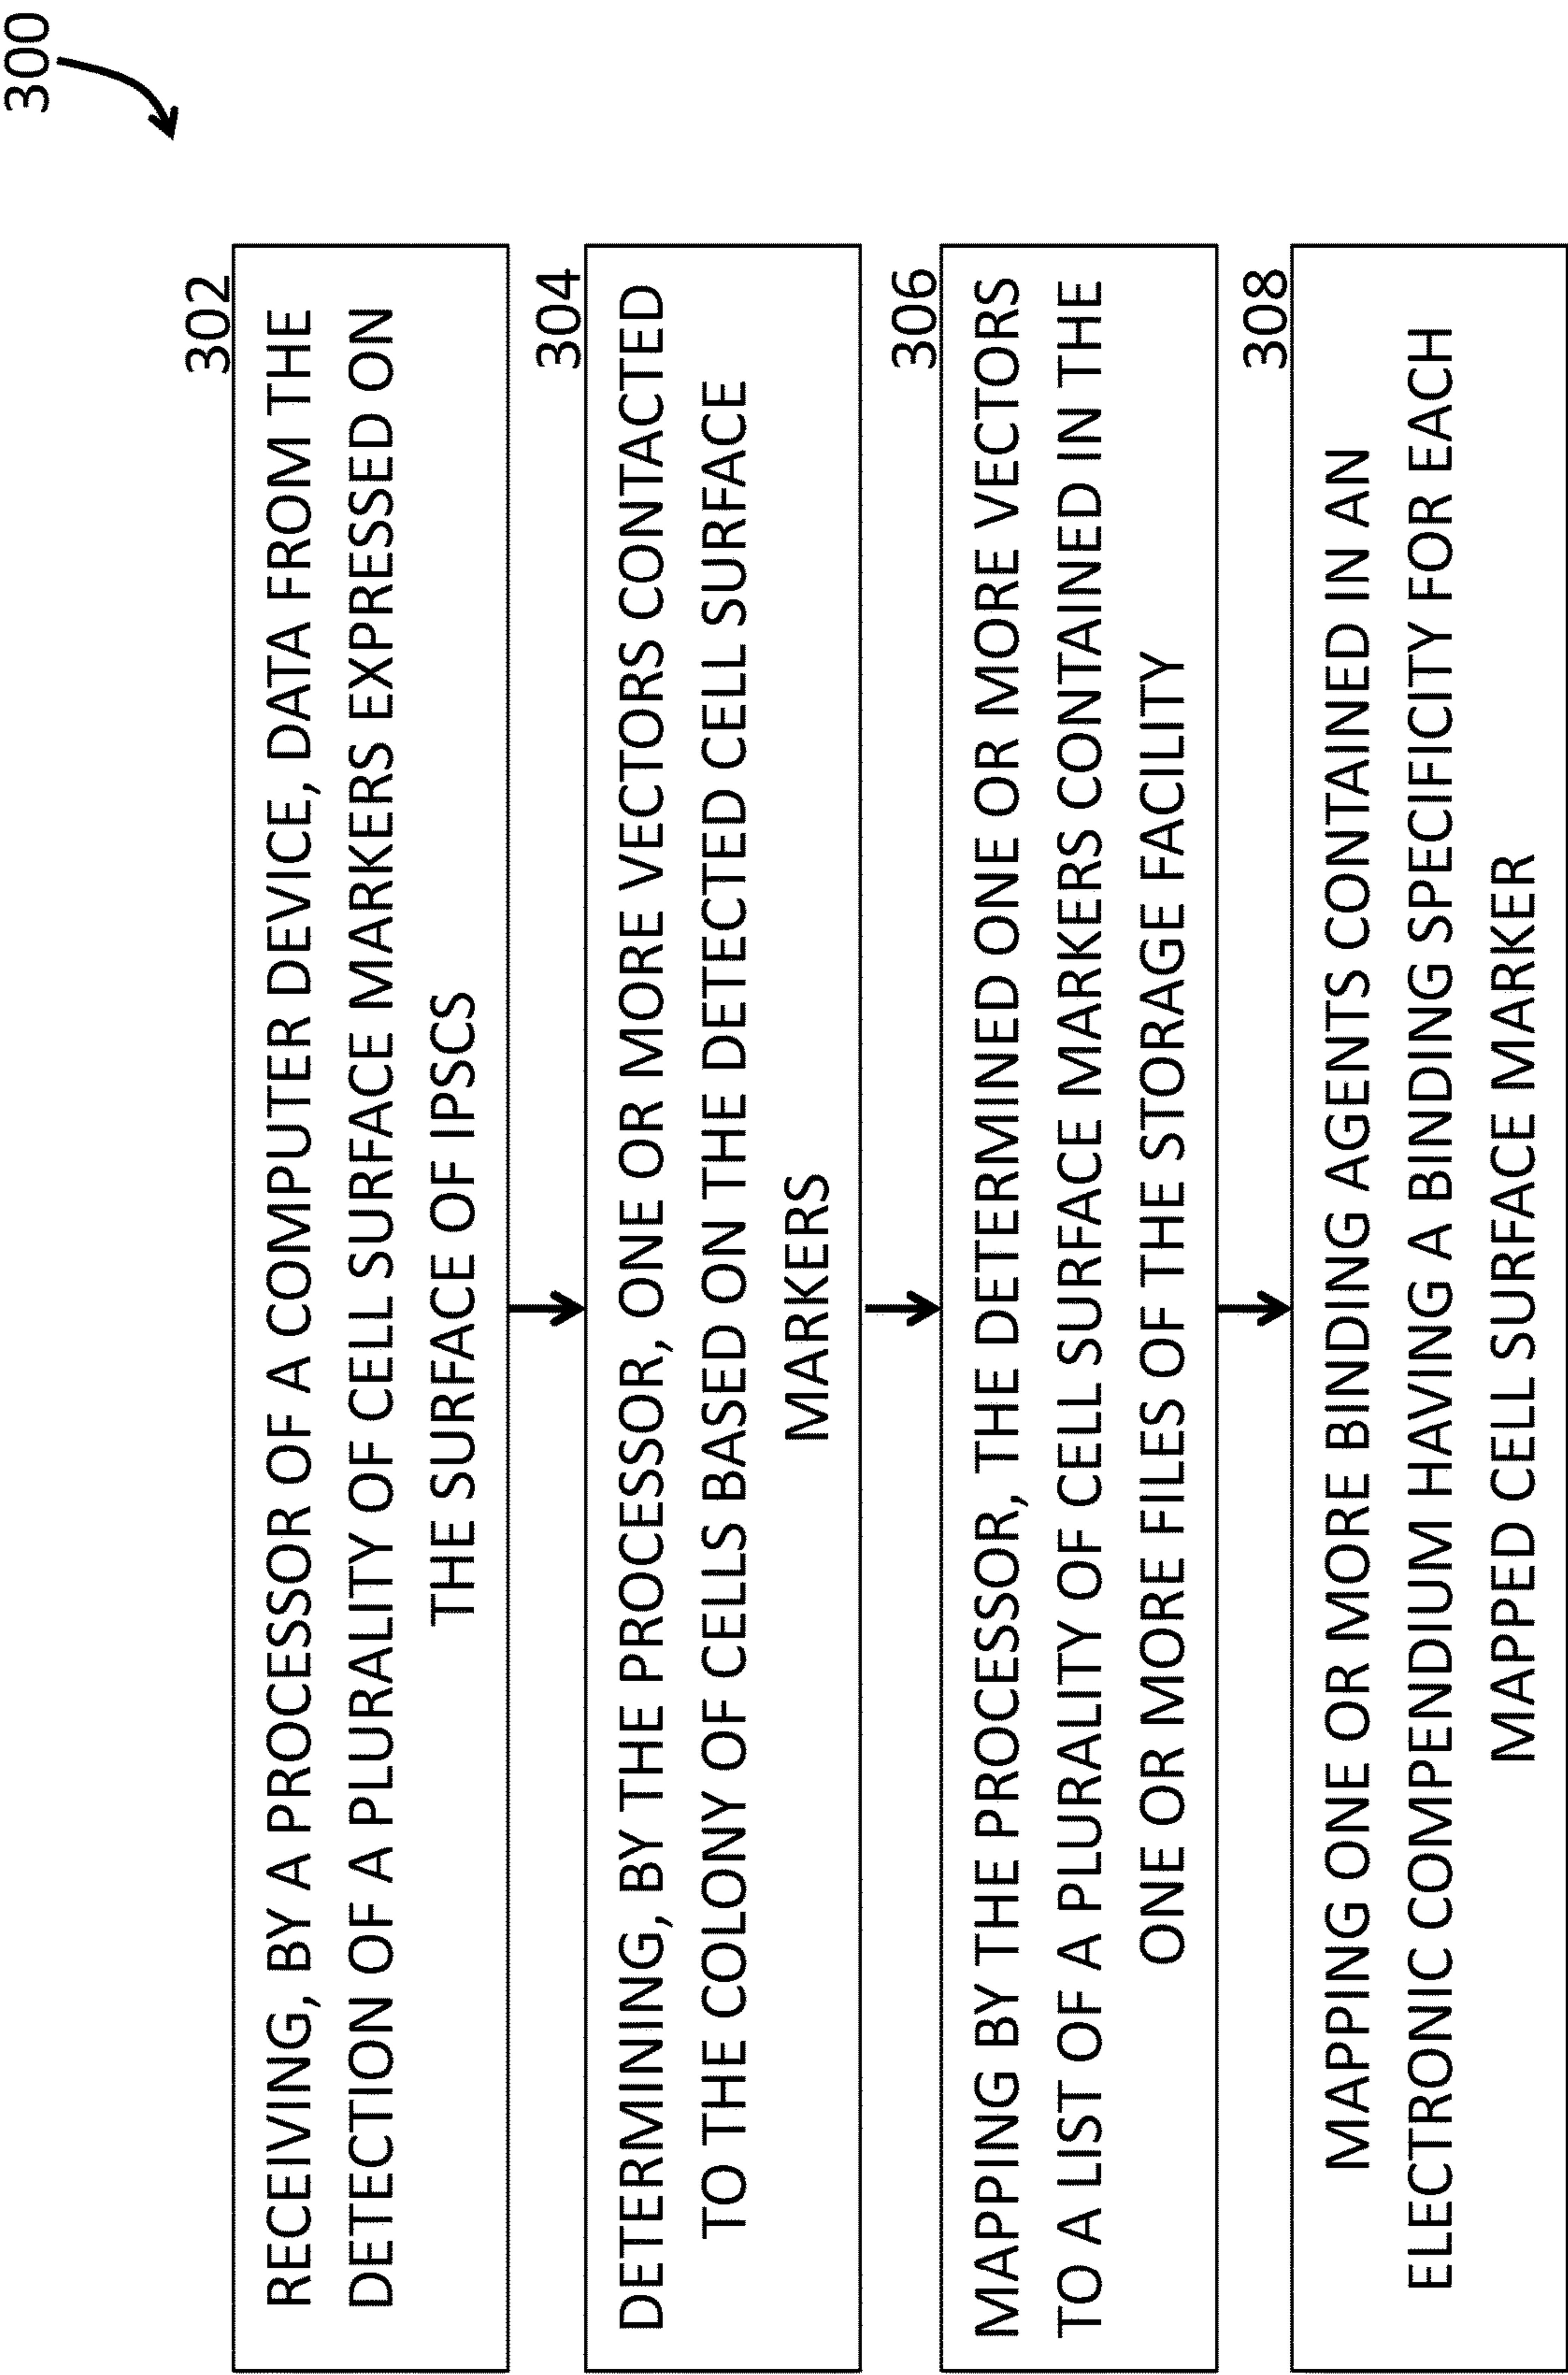 300
302
RECEIVING, BY A PROCESSOR OF A COMPUTER DEVICE, DATA FROM THE
DETECTION OF A PLURALITY OF CELL SURFACE MARKERS EXPRESSED ON
THE SURFACE OF IPSCS
304
DETERMINING, BY THE PROCESSOR, ONE OR MORE VECTORS CONTACTED
TO THE COLONY OF CELLS BASED ON THE DETECTED CELL SURFACE
MARKERS
306
MAPPING BY THE PROCESSOR, THE DETERMINED ONE OR MORE VECTORS
TO A LIST OF A PLURALITY OF CELL SURFACE MARKERS CONTAINED IN THE
ONE OR MORE FILES OF THE STORAGE FACILITY
308
MAPPING ONE OR MORE BINDING AGENTS CONTAINED IN AN
ELECTRONIC COMPENDIUM HAVING A BINDING SPECIFICITY FOR EACH
MAPPED CELL SURFACE MARKER